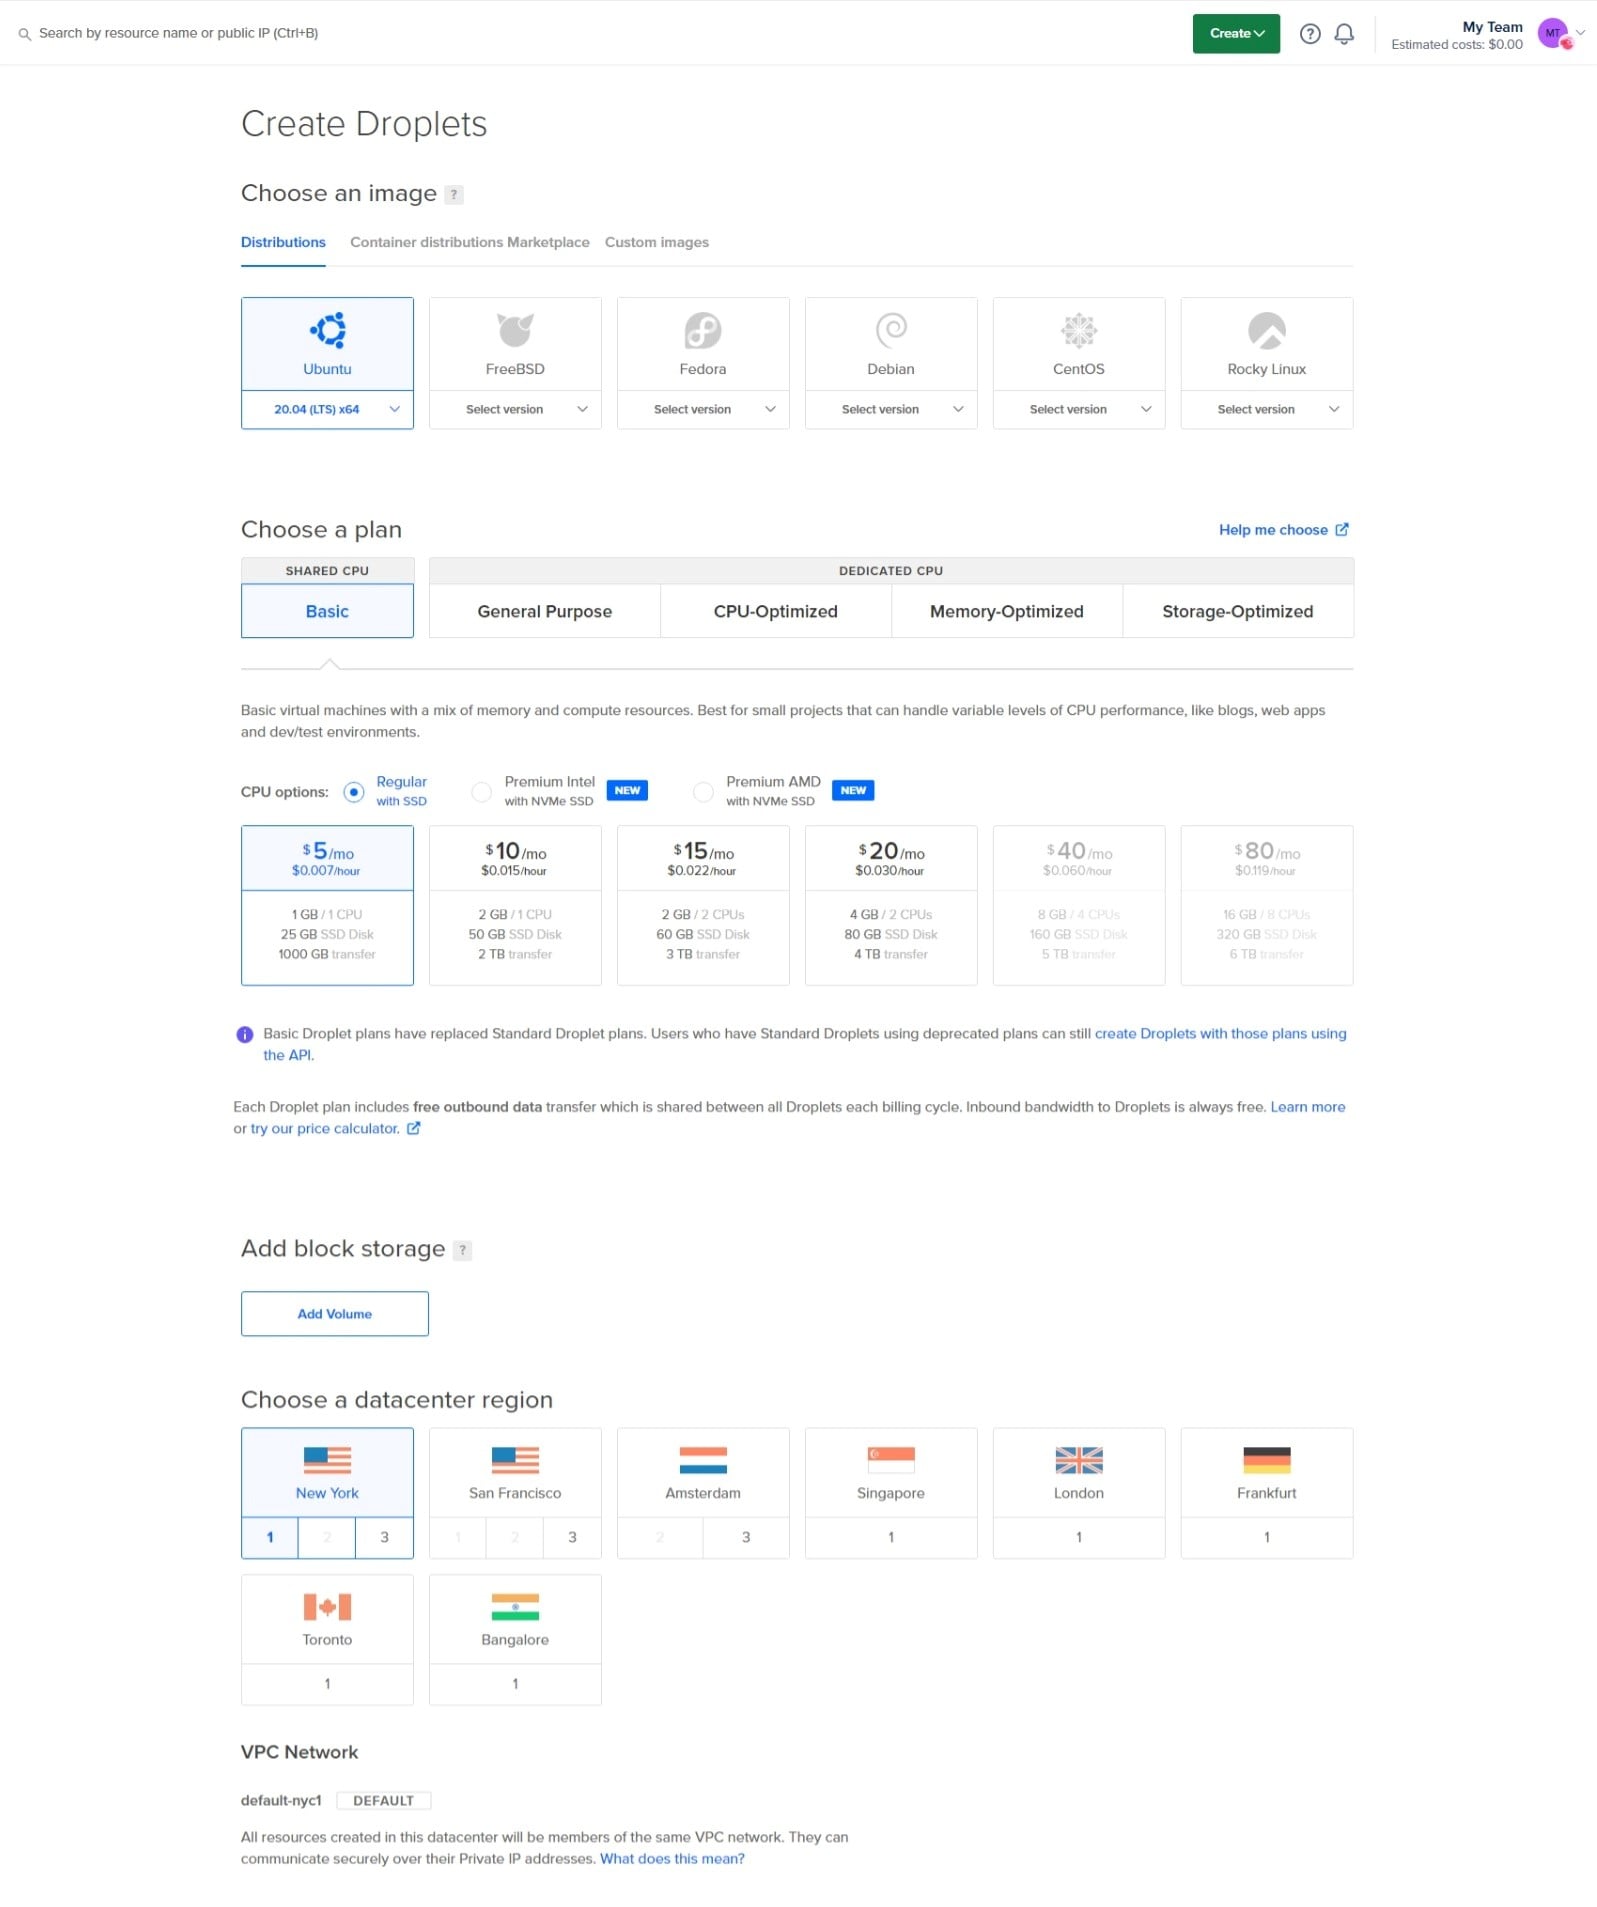 Search by resource name or public IP (Ctrl+B)
Create
?
My Team
Estimated costs: $0.00
MT
Create Droplets
Choose an image ?
Distributions Container distributions Marketplace Custom images
Ubuntu FreeBSD Fedora Debian CentOS Rocky Linux
20.04 (LTS) x64 Select version Select version Select version Select version Select version
Choose a plan
Help me choose
SHARED CPU DEDICATED CPU
Basic General Purpose CPU-Optimized Memory-Optimized Storage-Optimized
Basic virtual machines with a mix of memory and compute resources. Best for small projects that can handle variable levels of CPU performance, like blogs, web apps
and dev/test environments.
CPU options:
Regular
with SSD
Premium Intel
with NVMe SSD
NEW
Premium AMD
with NVMe SSD
NEW
$5/mo $10/mo $15/mo $20/mo $40/mo $80/mo
$0.007/hour $0.015/hour $0.022/hour $0.030/hour $0.060/hour $0.119/hour
1 GB / 1 CPU 2 GB / 1 CPU 2 GB / 2 CPUs 4 GB / 2 CPUs 8 GB / 4 CPUs 16 GB / 8 CPUs
25 GB SSD Disk 50 GB SSD Disk 60 GB SSD Disk 80 GB SSD Disk 160 GB SSD Disk 320 GB SSD Disk
1000 GB transfer 2 TB transfer 3 TB transfer 4 TB transfer 5 TB transfer 6 TB transfer
i
Basic Droplet plans have replaced Standard Droplet plans. Users who have Standard Droplets using deprecated plans can still create Droplets with those plans using
the API.
Each Droplet plan includes free outbound data transfer which is shared between all Droplets each billing cycle. Inbound bandwidth to Droplets is always free. Learn more
or try our price calculator.
Add block storage ?
Add Volume
Choose a datacenter region
New York San Francisco Amsterdam Singapore London Frankfurt
1 2 3 1 2 3 2 3 1 1 1
Toronto Bangalore
1 1
VPC Network
default-nyc1 DEFAULT
All resources created in this datacenter will be members of the same VPC network. They can
communicate securely over their Private IP addresses. What does this mean?